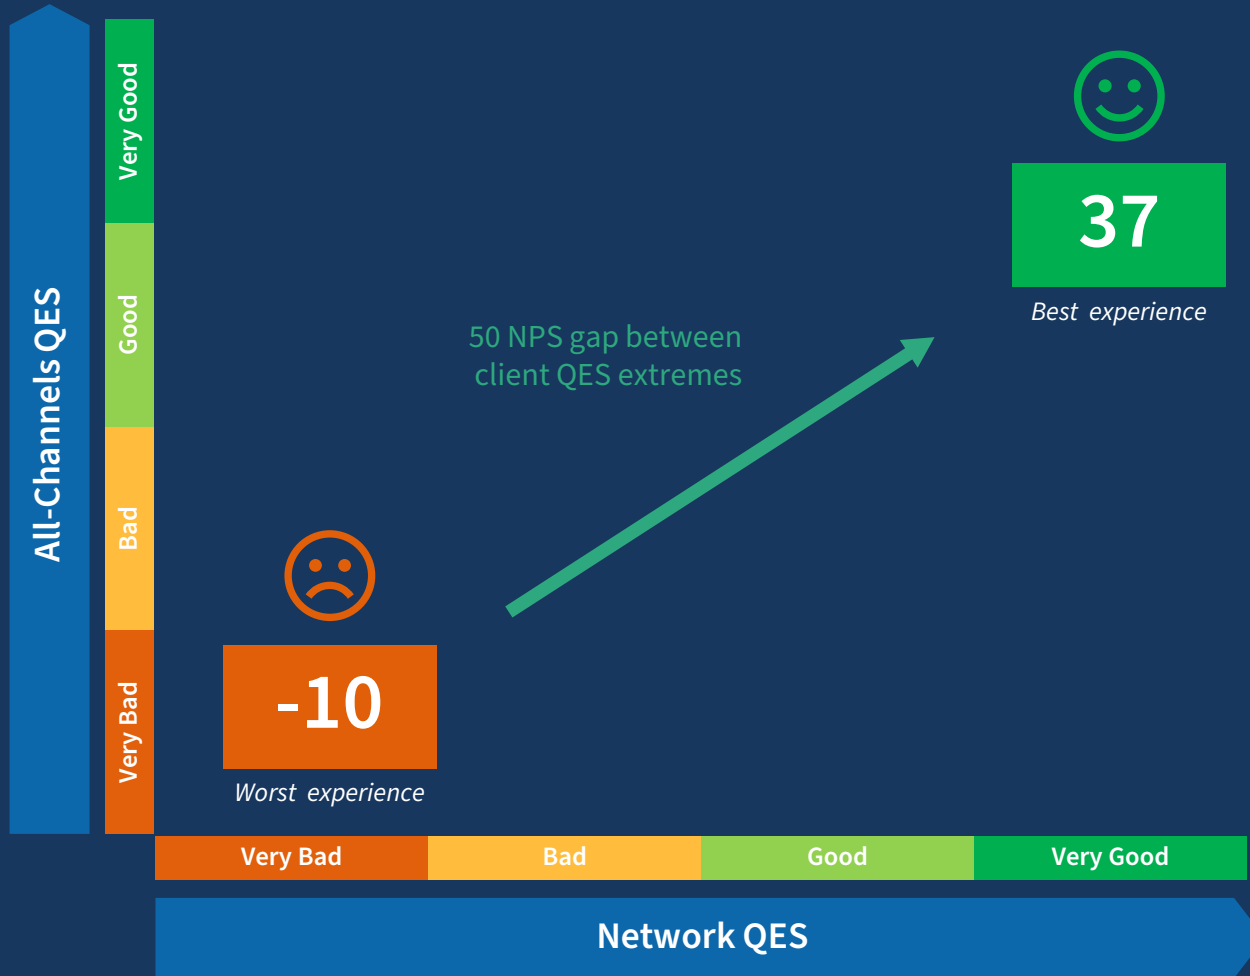 All-Channels QES
Very Good
Good
Bad
Very Bad
37
Best experience
50 NPS gap between
client QES extremes
-10
Worst experience
Very Bad
Bad
Good
Very Good
Network QES